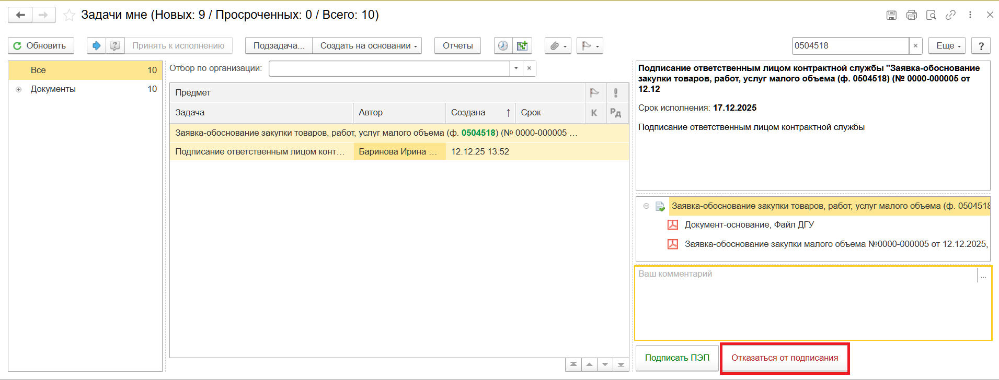 Задачи мне (Новых: 9 / Просроченных: 0 / Всего: 10)
Обновить
Принять к исполнению
Подзадача...
Создать на основании
Отчеты
0504518
×
Еще
?
Все 10
Документы 10
Отбор по организации:
×
Предмет
Задача Автор Создана ↑ Срок К Рд
Заявка-обоснование закупки товаров, работ, услуг малого объема (ф. 0504518) (№ 0000-000005 ...
Подписание ответственным лицом конт... Баринова Ирина ... 12.12.25 13:52
Подписание ответственным лицом контрактной службы "Заявка-обоснование
закупки товаров, работ, услуг малого объема (ф. 0504518) (№ 0000-000005 от
12.12
Срок исполнения: 17.12.2025
Подписание ответственным лицом контрактной службы
Заявка-обоснование закупки товаров, работ, услуг малого объема (ф. 0504518
Документ-основание, Файл ДГУ
Заявка-обоснование закупки малого объема №0000-000005 от 12.12.2025,
Ваш комментарий
...
Подписать ПЭП
Отказаться от подписания